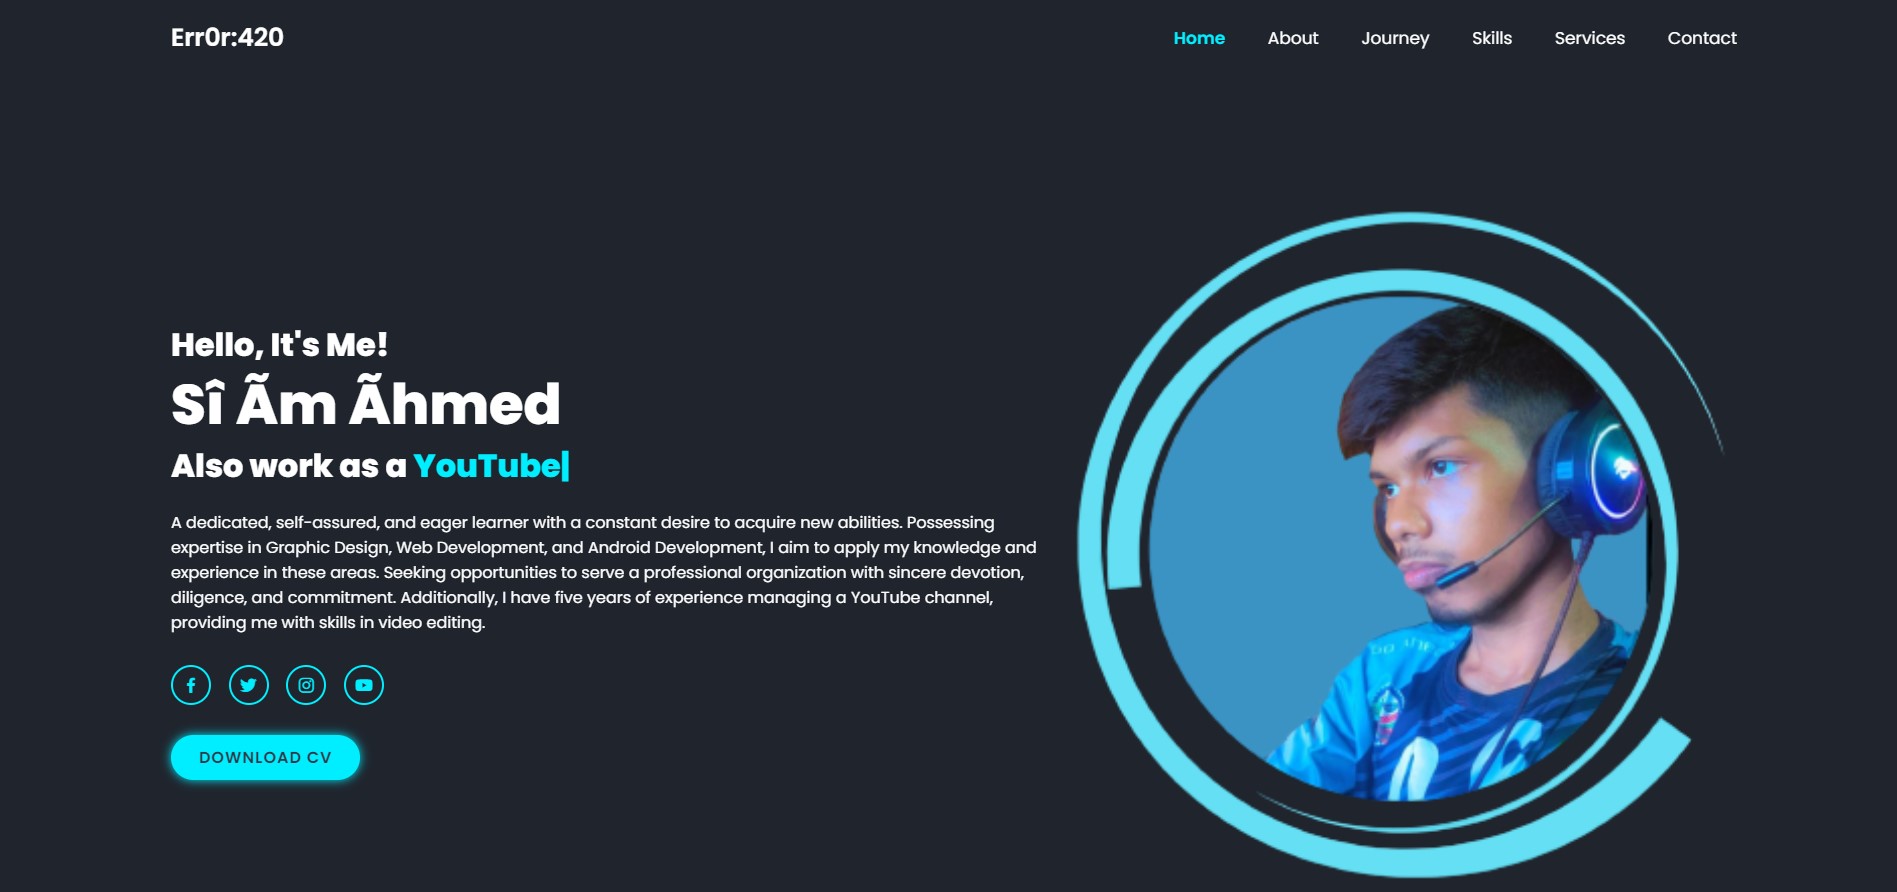 Err0r:420
Home About Journey Skills Services Contact
Hello, It's Me!
Sî Ãm Ãhmed
Also work as a YouTube|
A dedicated, self-assured, and eager learner with a constant desire to acquire new abilities. Possessing
expertise in Graphic Design, Web Development, and Android Development, I aim to apply my knowledge and
experience in these areas. Seeking opportunities to serve a professional organization with sincere devotion,
diligence, and commitment. Additionally, I have five years of experience managing a YouTube channel,
providing me with skills in video editing.
DOWNLOAD CV